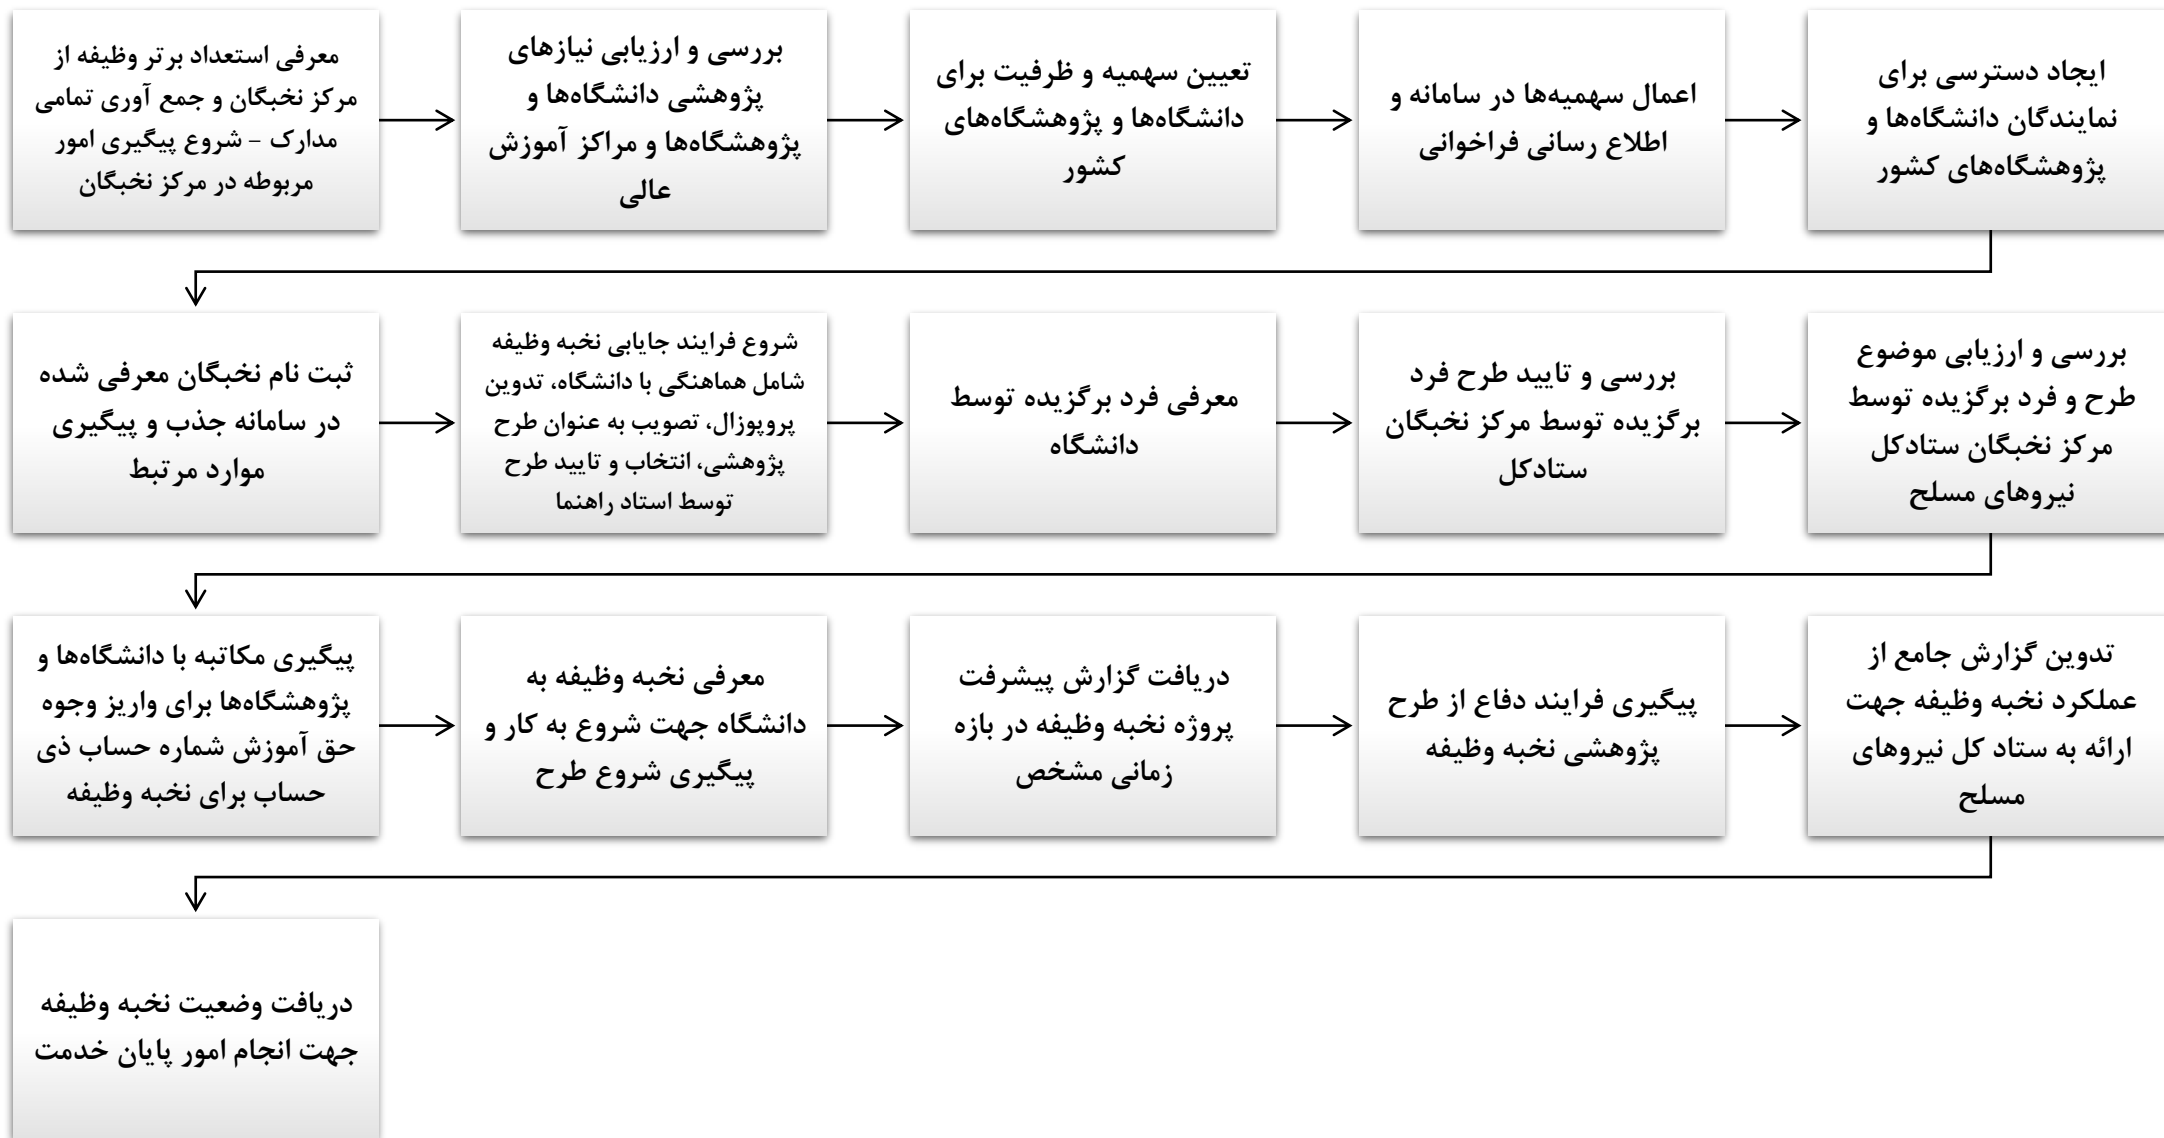 معرفی استعداد برتر وظیفه از
مرکز نخبگان و جمع آوری تمامی
مدارک – شروع پیگیری امور
مربوطه در مرکز نخبگان
بررسی و ارزیابی نیازهای
پژوهشی دانشگاه‌ها و
پژوهشگاه‌ها و مراکز آموزش
عالی
تعیین سهمیه و ظرفیت برای
دانشگاه‌ها و پژوهشگاه‌های
کشور
اعمال سهمیه‌ها در سامانه و
اطلاع رسانی فراخوانی
ایجاد دسترسی برای
نمایندگان دانشگاه‌ها و
پژوهشگاه‌های کشور
ثبت نام نخبگان معرفی شده
در سامانه جذب و پیگیری
موارد مرتبط
شروع فرایند جایابی نخبه وظیفه
شامل هماهنگی با دانشگاه، تدوین
پروپوزال، تصویب به عنوان طرح
پژوهشی، انتخاب و تایید طرح
توسط استاد راهنما
معرفی فرد برگزیده توسط
دانشگاه
بررسی و تایید طرح فرد
برگزیده توسط مرکز نخبگان
ستادکل
بررسی و ارزیابی موضوع
طرح و فرد برگزیده توسط
مرکز نخبگان ستادکل
نیروهای مسلح
پیگیری مکاتبه با دانشگاه‌ها و
پژوهشگاه‌ها برای واریز وجوه
حق آموزش شماره حساب ذی
حساب برای نخبه وظیفه
معرفی نخبه وظیفه به
دانشگاه جهت شروع به کار و
پیگیری شروع طرح
دریافت گزارش پیشرفت
پروژه نخبه وظیفه در بازه
زمانی مشخص
پیگیری فرایند دفاع از طرح
پژوهشی نخبه وظیفه
تدوین گزارش جامع از
عملکرد نخبه وظیفه جهت
ارائه به ستاد کل نیروهای
مسلح
دریافت وضعیت نخبه وظیفه
جهت انجام امور پایان خدمت